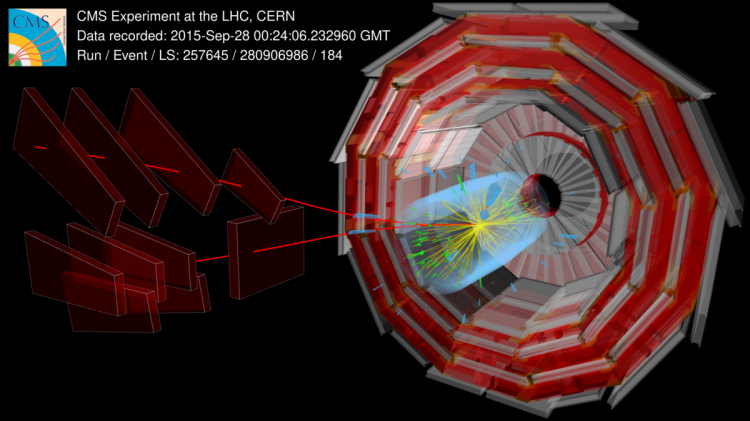 CMS
CMS Experiment at the LHC, CERN
Data recorded: 2015-Sep-28 00:24:06.232960 GMT
Run / Event / LS: 257645 / 280906986 / 184